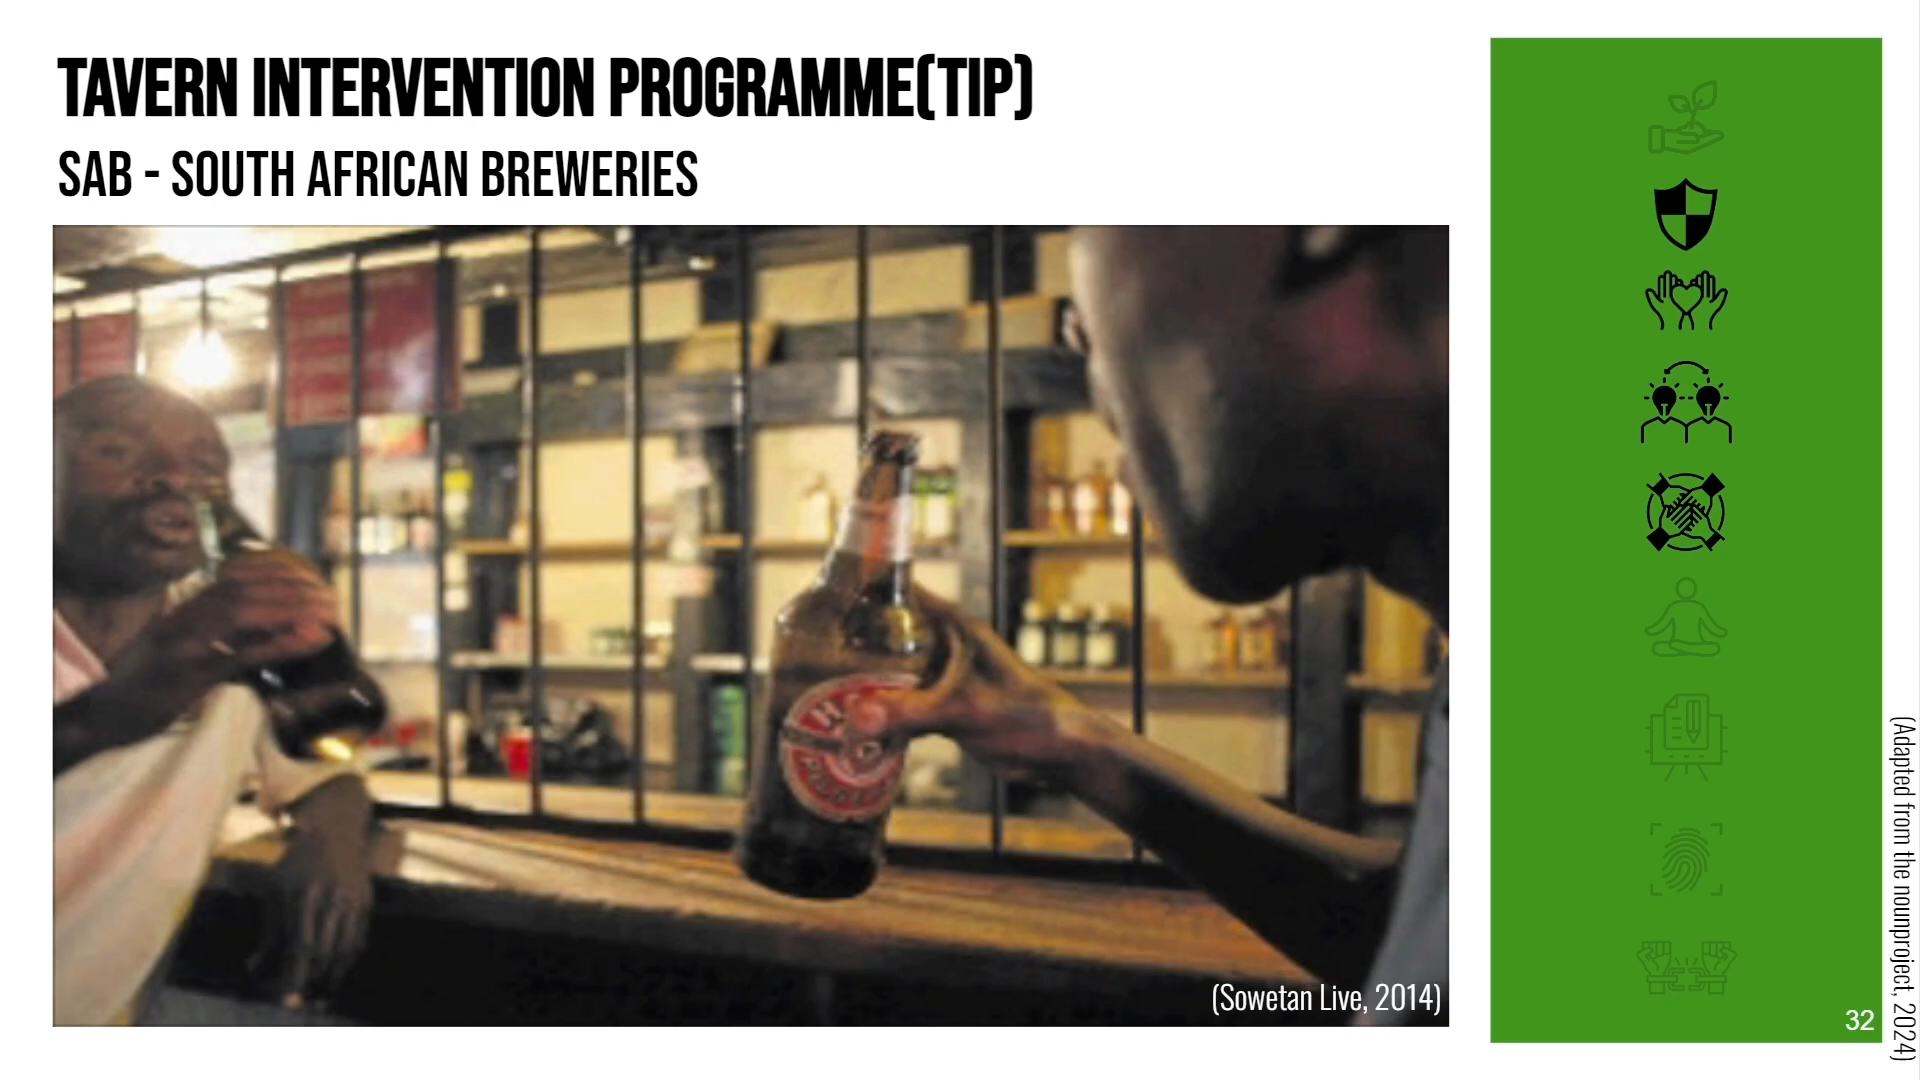 TAVERN INTERVENTION PROGRAMME(TIP)
SAB - SOUTH AFRICAN BREWERIES
(Sowetan Live, 2014)
32
(Adapted from the nounproject, 2024)